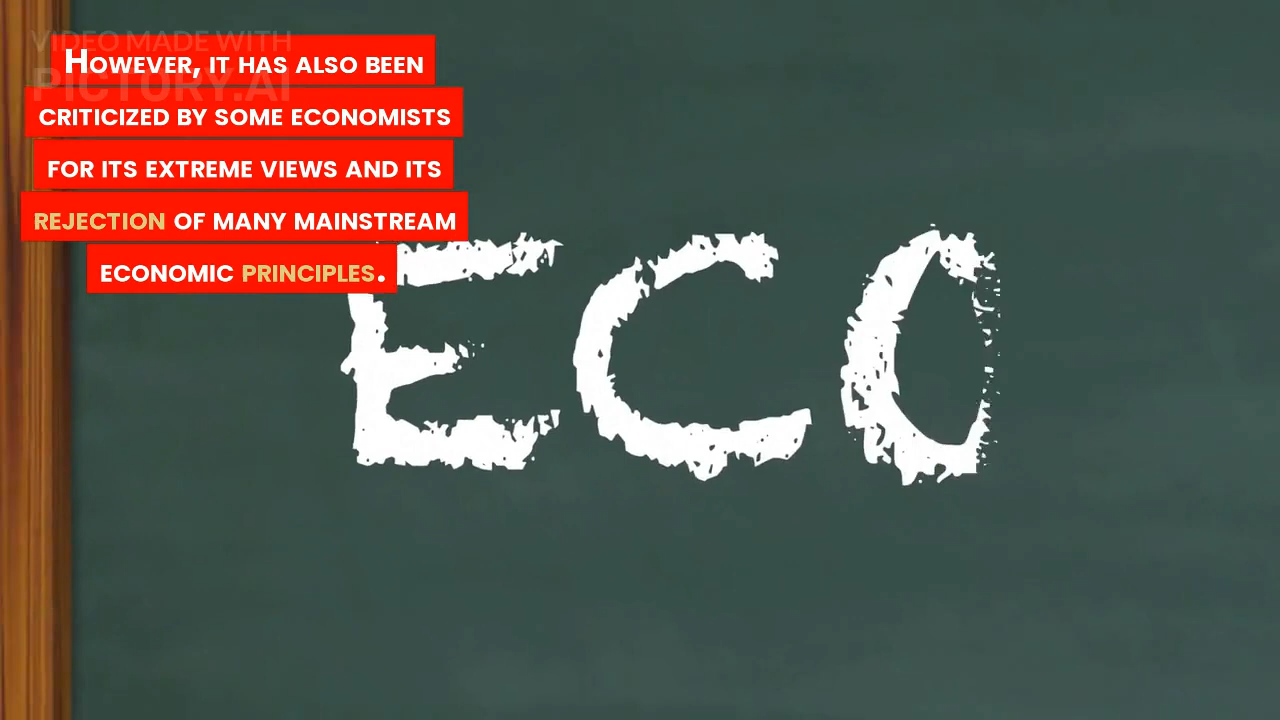 VIDEO MADE WITH
PICTORY.AI
However, it has also been
criticized by some economists
for its extreme views and its
rejection of many mainstream
economic principles.
ECO